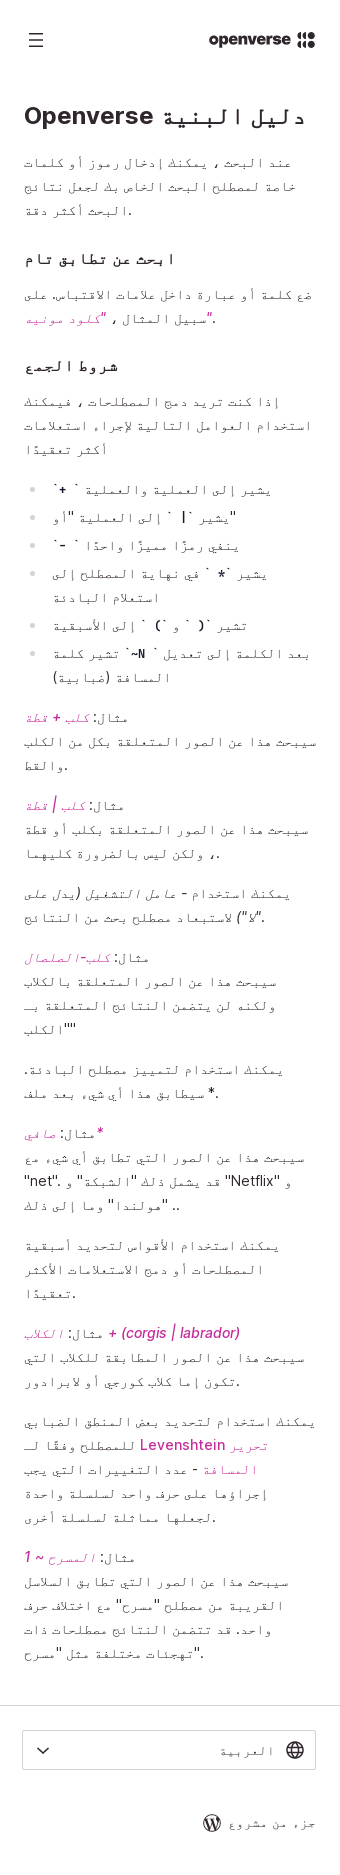 openverse
دليل البنية Openverse
عند البحث ، يمكنك إدخال رموز أو كلمات
خاصة لمصطلح البحث الخاص بك لجعل نتائج
البحث أكثر دقة.
ابحث عن تطابق تام
ضع كلمة أو عبارة داخل علامات الاقتباس. على
سبيل المثال ، "كلود مونيه".
شروط الجمع
إذا كنت تريد دمج المصطلحات ، فيمكنك
استخدام العوامل التالية لإجراء استعلامات
أكثر تعقيدًا
يشير إلى العملية والعملية ` +`
يشير ` | ` إلى العملية "أو"
ينفي رمزًا مميزًا واحدًا ` -`
يشير ` * ` في نهاية المصطلح إلى
استعلام البادئة
تشير ` ( ` و ` ) ` إلى الأسبقية
بعد الكلمة إلى تعديل ` ~N` تشير كلمة
المسافة (ضبابية)
مثال: كلب + قطة
سيبحث هذا عن الصور المتعلقة بكل من الكلب
والقط.
مثال: كلب | قطة
سيبحث هذا عن الصور المتعلقة بكلب أو قطة
، ولكن ليس بالضرورة كليهما.
يمكنك استخدام - عامل التشغيل (يدل على
"لا") لاستبعاد مصطلح بحث من النتائج.
مثال: كلب-الصلصال
سيبحث هذا عن الصور المتعلقة بالكلاب
ولكنه لن يتضمن النتائج المتعلقة بـ
"الكلب"
يمكنك استخدام لتمييز مصطلح البادئة.
سيطابق هذا أي شيء بعد ملف *.
مثال: صافي*
سيبحث هذا عن الصور التي تطابق أي شيء مع
"net". قد يشمل ذلك "الشبكة" و "Netflix" و
"هولندا" وما إلى ذلك ..
يمكنك استخدام الأقواس لتحديد أسبقية
المصطلحات أو دمج الاستعلامات الأكثر
تعقيدًا.
مثال: الكلاب + (corgis | labrador)
سيبحث هذا عن الصور المطابقة للكلاب التي
تكون إما كلاب كورجي أو لابرادور.
يمكنك استخدام لتحديد بعض المنطق الضبابي
للمصطلح وفقًا لـ Levenshtein تحرير
المسافة - عدد التغييرات التي يجب
إجراؤها على حرف واحد لسلسلة واحدة
لجعلها مماثلة لسلسلة أخرى.
مثال: المسرح ~ 1
سيبحث هذا عن الصور التي تطابق السلاسل
القريبة من مصطلح "مسرح" مع اختلاف حرف
واحد. قد تتضمن النتائج مصطلحات ذات
تهجئات مختلفة مثل "مسرح".
العربية
جزء من مشروع